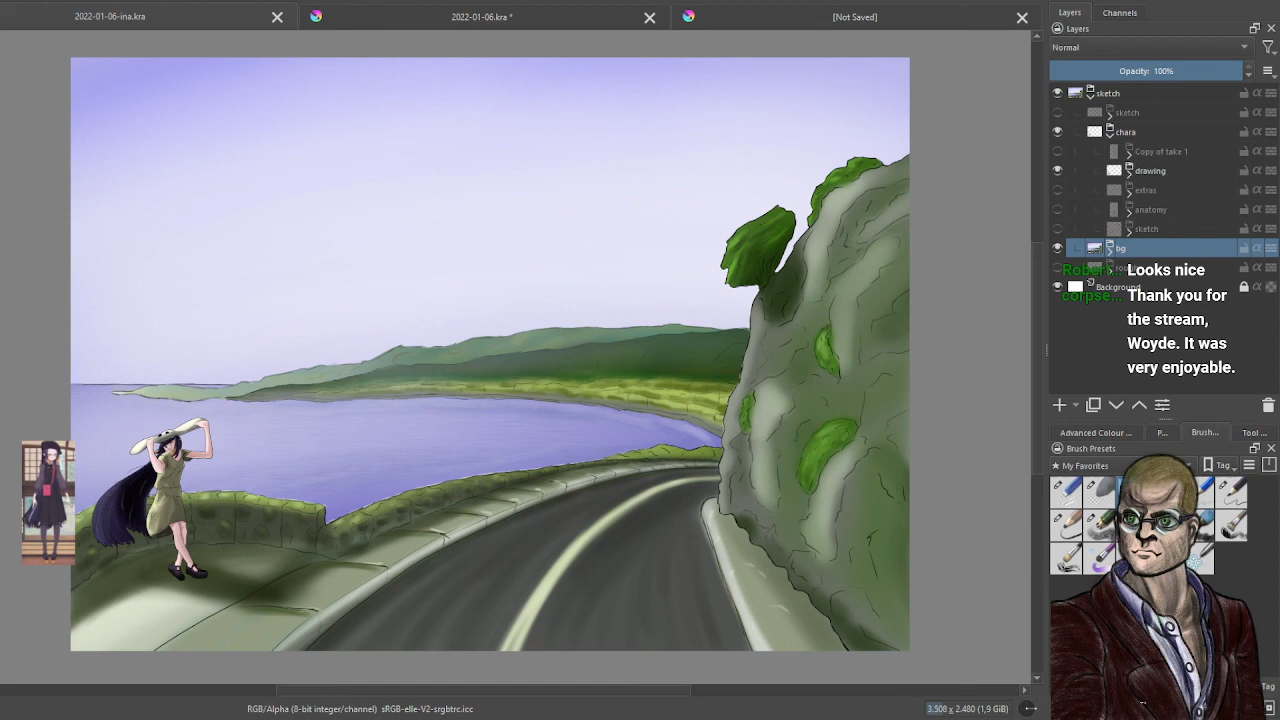 2022-01-06-ina.kra
2022-01-06.kra *
[Not Saved]
Layers
Channels
Layers
Normal
Opacity: 100%
sketch
sketch
chara
Copy of take 1
drawing
extras
anatomy
sketch
bg
Background
Looks nice
corpse... Thank you for
the stream,
Woyde. It was
very enjoyable.
Advanced Colour ...
P...
Brush...
Tool ...
Brush Presets
★ My Favorites
Tag
Tag
RGB/Alpha (8-bit integer/channel) sRGB-elle-V2-srgbtrc.icc
3.508 x 2.480 (1,9 GiB)